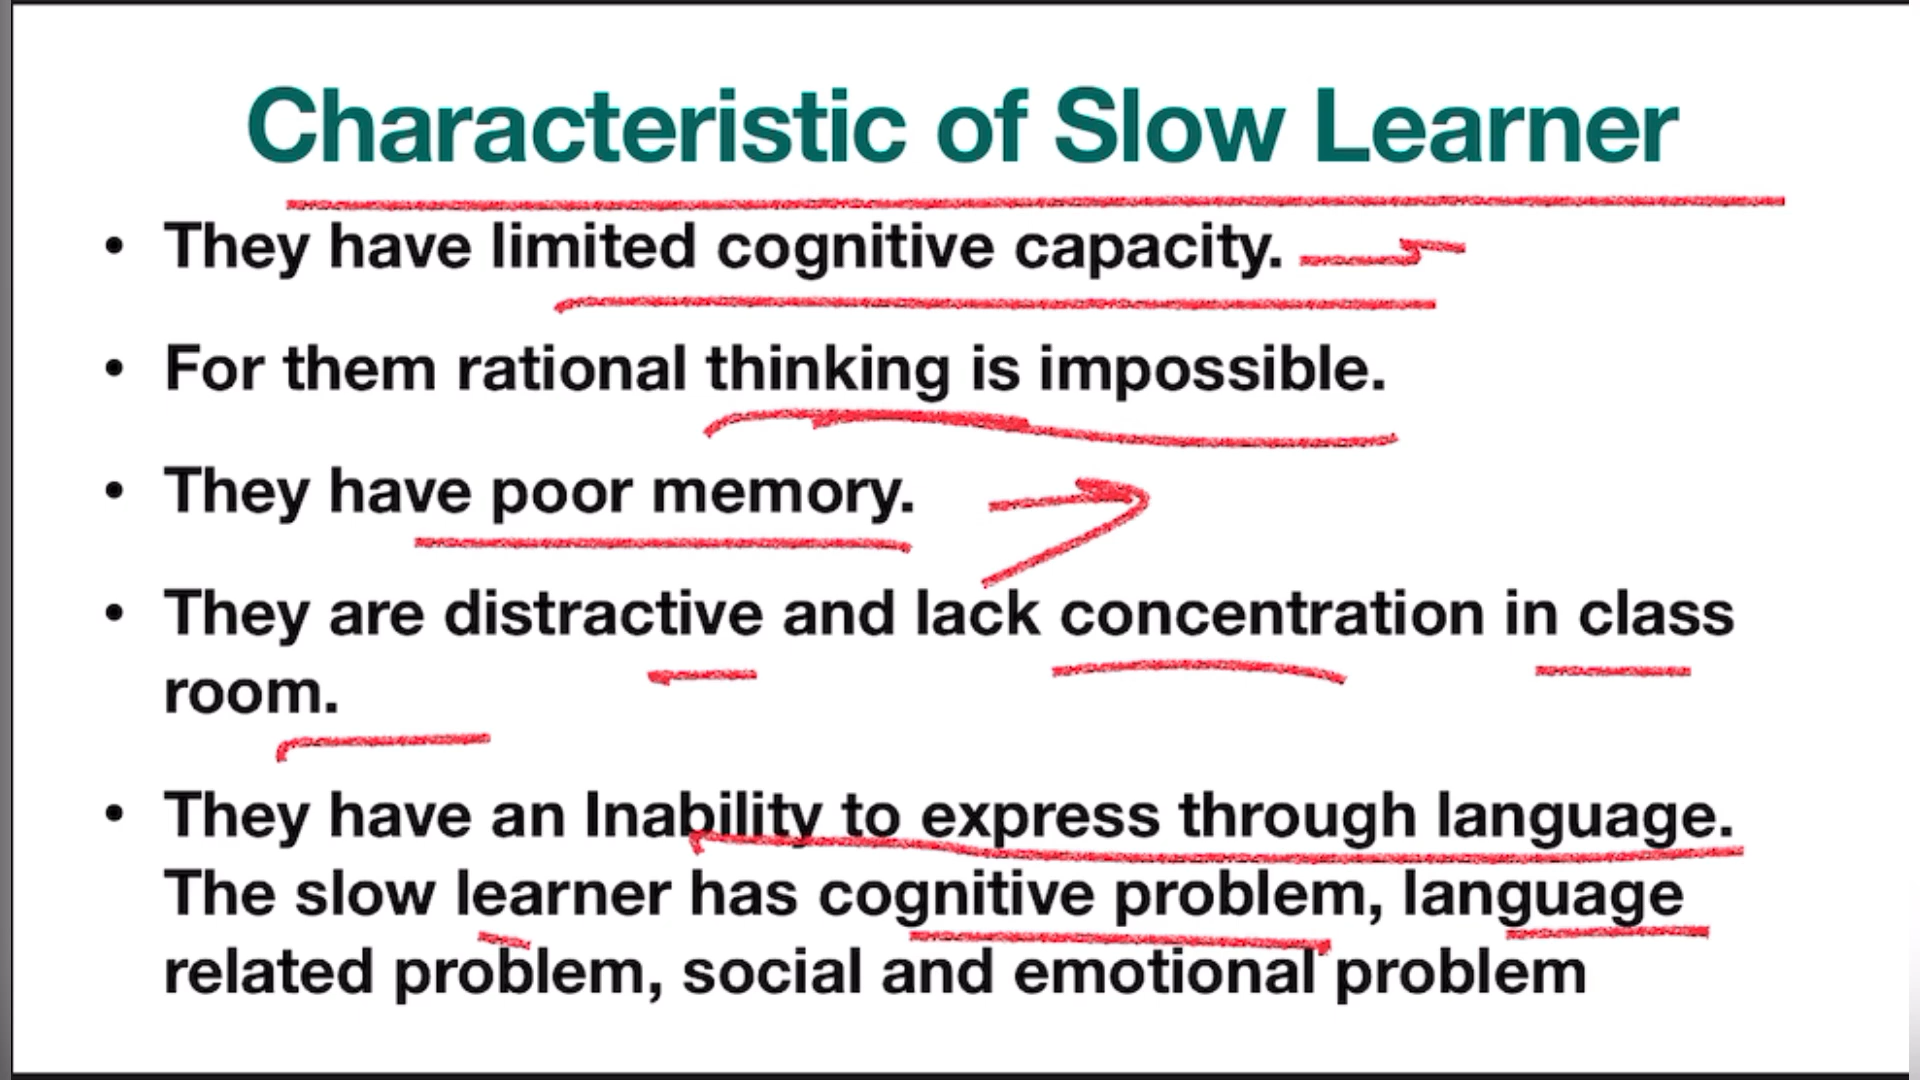 Characteristic of Slow Learner
• They have limited cognitive capacity.
• For them rational thinking is impossible.
• They have poor memory.
• They are distractive and lack concentration in class
room.
• They have an Inability to express through language.
The slow learner has cognitive problem, language
related problem, social and emotional problem